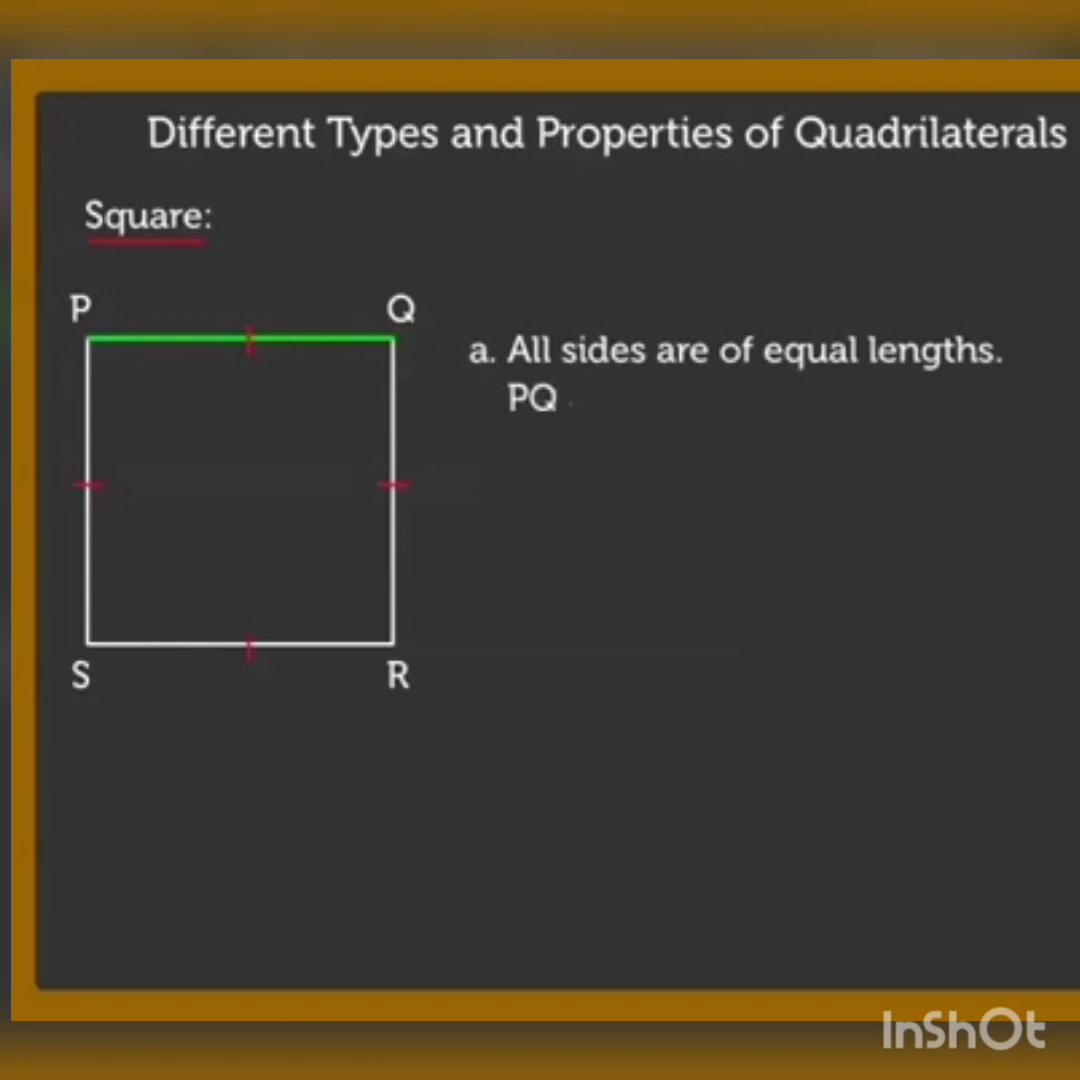 Different Types and Properties of Quadrilaterals
Square:
P
Q
a. All sides are of equal lengths.
PQ
S
R
InShOt